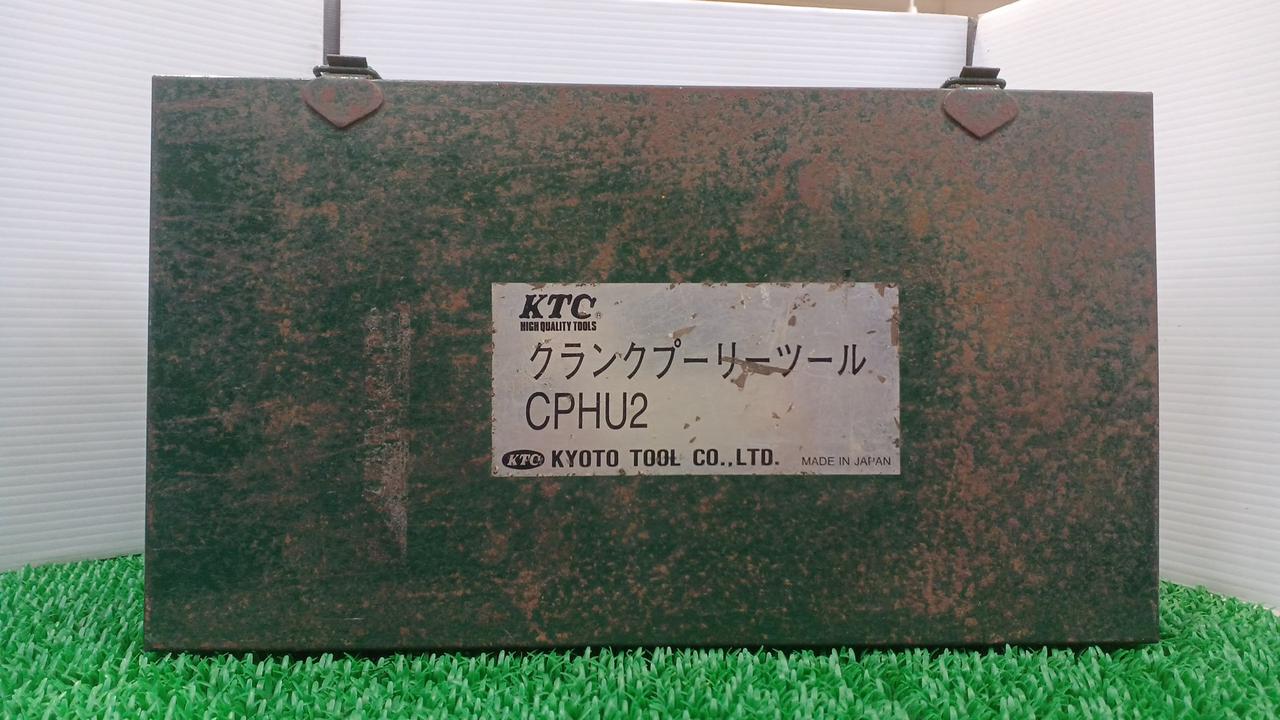 KTC®
HIGH QUALITY TOOLS
クランクプーリーツール
CPHU2
KTC KYOTO TOOL CO.,LTD. MADE IN JAPAN